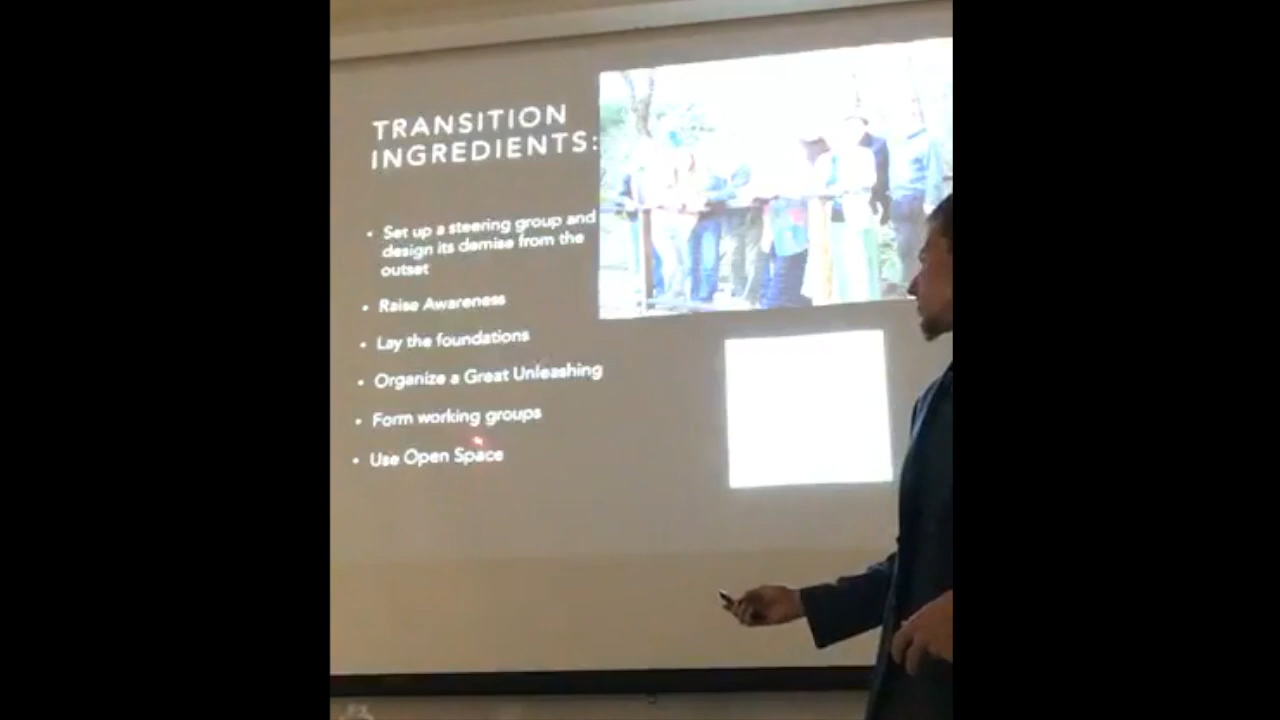 TRANSITION
INGREDIENTS:
• Set up a steering group and
design its demise from the
outset
• Raise Awareness
• Lay the foundations
• Organize a Great Unleashing
• Form working groups
• Use Open Space